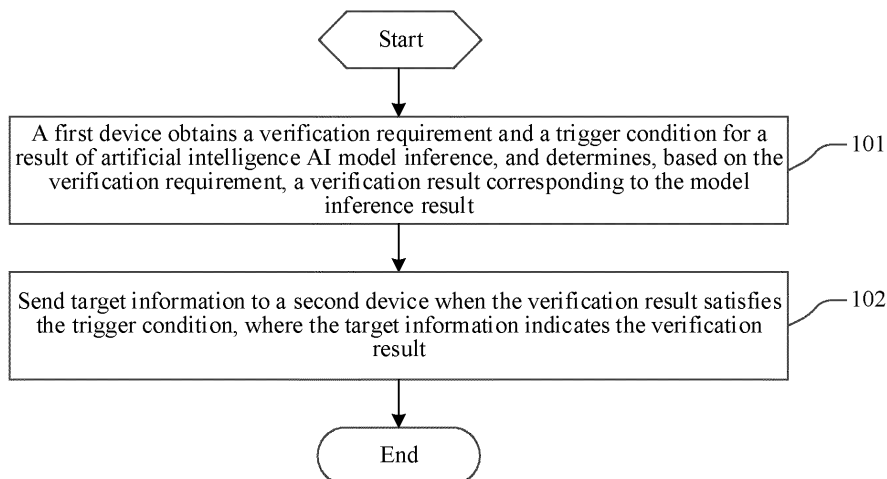 Start
A first device obtains a verification requirement and a trigger condition for a
result of artificial intelligence AI model inference, and determines, based on the
verification requirement, a verification result corresponding to the model
inference result
101
Send target information to a second device when the verification result satisfies
the trigger condition, where the target information indicates the verification
result
102
End